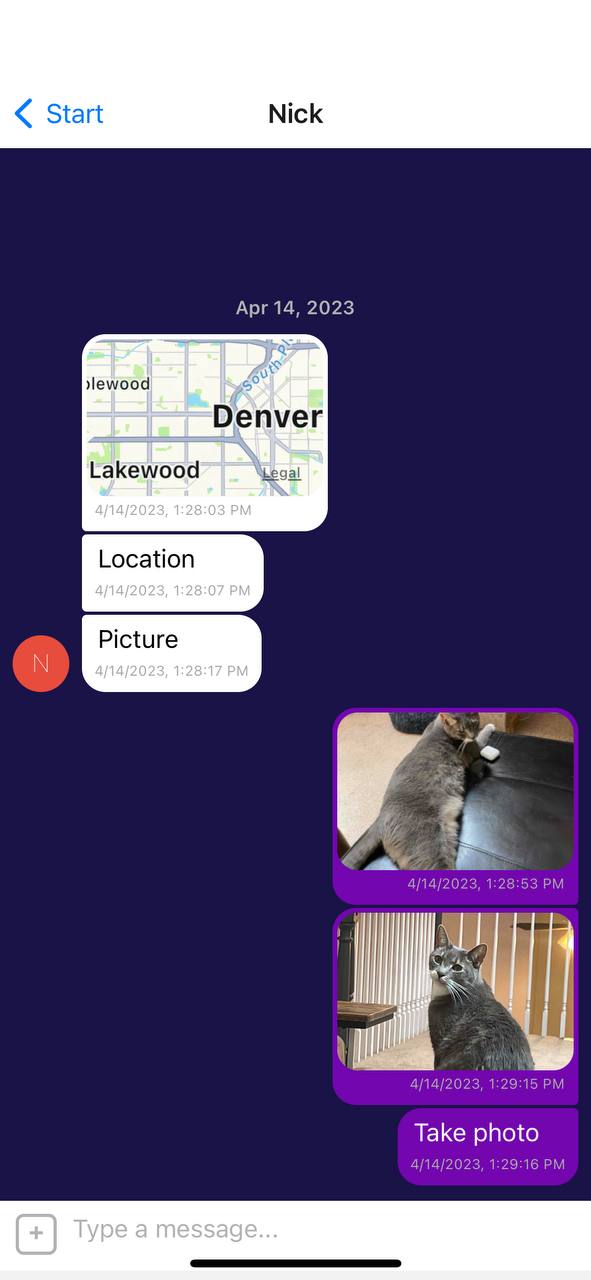 Start
Nick
Apr 14, 2023
South Pl
plewood
Denver
Lakewood
Legal
4/14/2023, 1:28:03 PM
Location
4/14/2023, 1:28:07 PM
Picture
4/14/2023, 1:28:17 PM
N
4/14/2023, 1:28:53 PM
4/14/2023, 1:29:15 PM
Take photo
4/14/2023, 1:29:16 PM
Type a message...